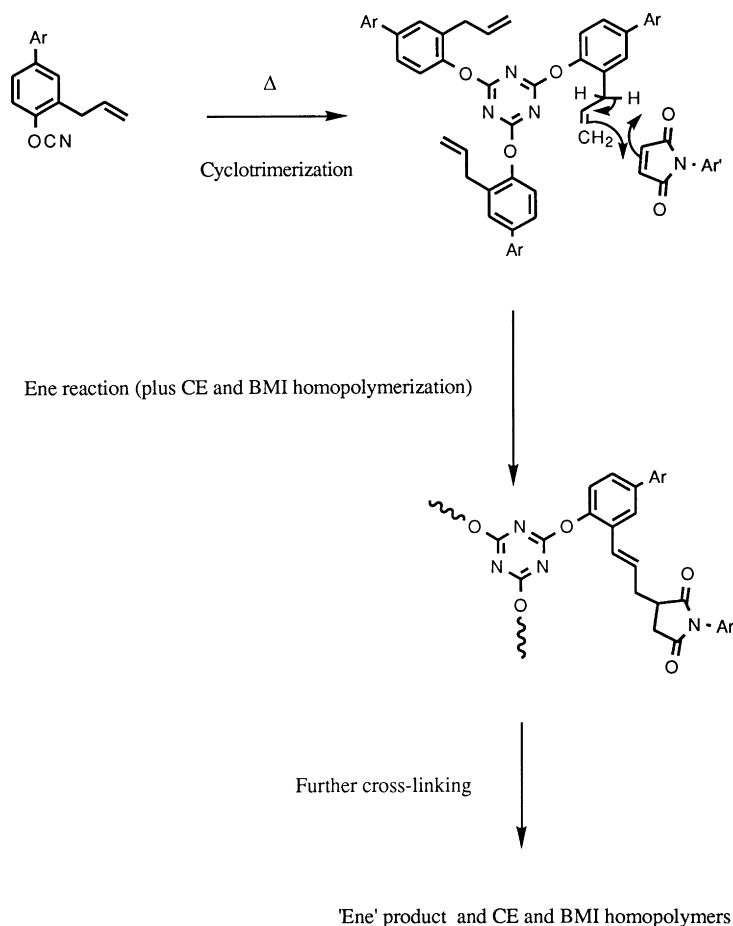 Ar
OCN
Δ
Cyclotrimerization
Ar
O
N
N
N
O
O
Ar
H
H
CH2
O
N
Ar'
O
Ar
Ene reaction (plus CE and BMI homopolymerization)
O
N
N
N
O
O
Ar
O
N
Ar
O
Further cross-linking
'Ene' product and CE and BMI homopolymers